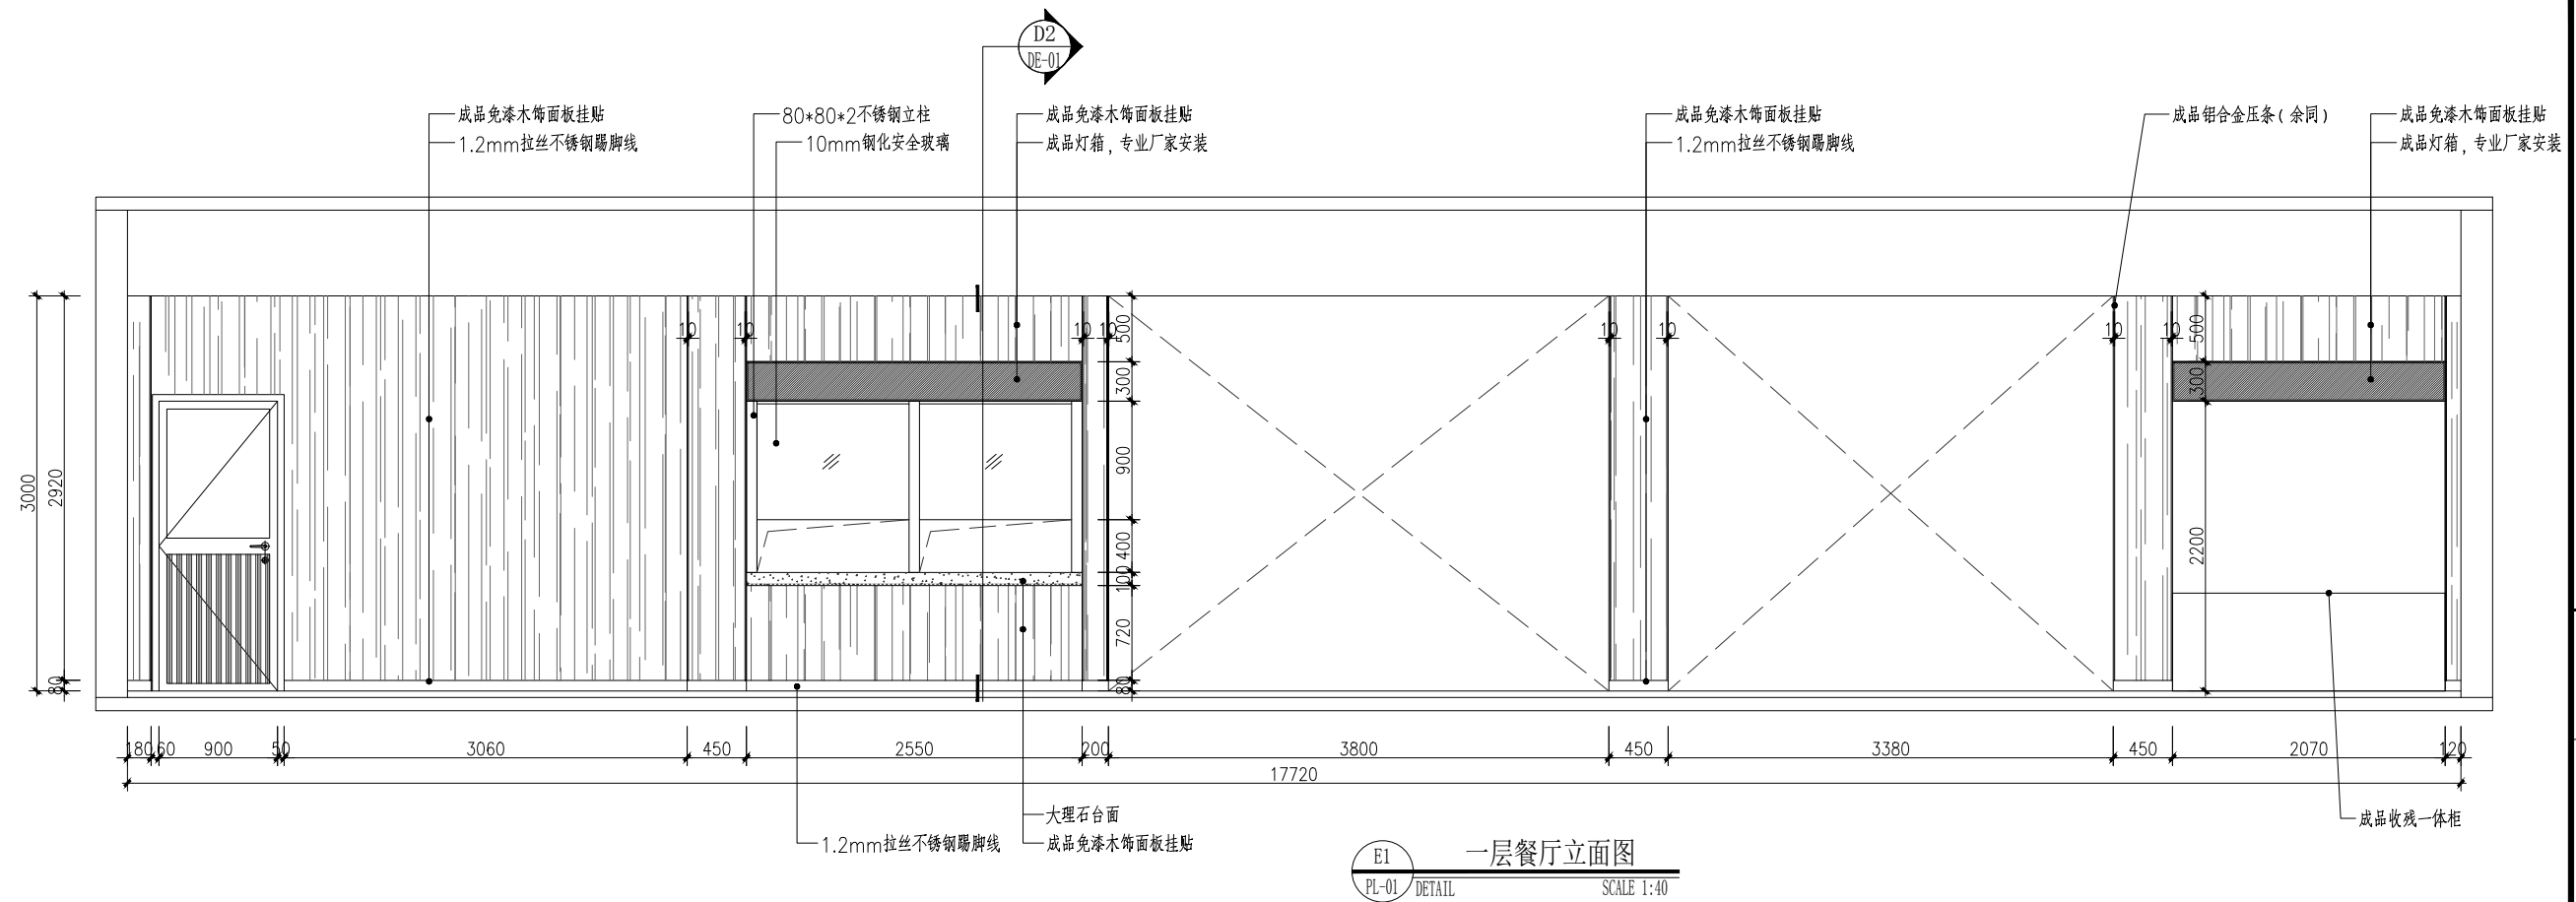 D2
DE-01
成品免漆木饰面板挂贴
1.2mm拉丝不锈钢踢脚线
80*80*2不锈钢立柱
10mm钢化安全玻璃
成品免漆木饰面板挂贴
成品灯箱，专业厂家安装
成品免漆木饰面板挂贴
1.2mm拉丝不锈钢踢脚线
成品铝合金压条(余同)
成品免漆木饰面板挂贴
成品灯箱，专业厂家安装
3000
2920
80
10
10
10
10
10
10
10
10
500
300
900
400
100
720
80
500
300
2200
180 60 900 50 3060 450 2550 200 3800 450 3380 450 2070 120
17720
大理石台面
成品免漆木饰面板挂贴
1.2mm拉丝不锈钢踢脚线
成品收残一体柜
E1
PL-01
一层餐厅立面图
DETAIL
SCALE 1:40